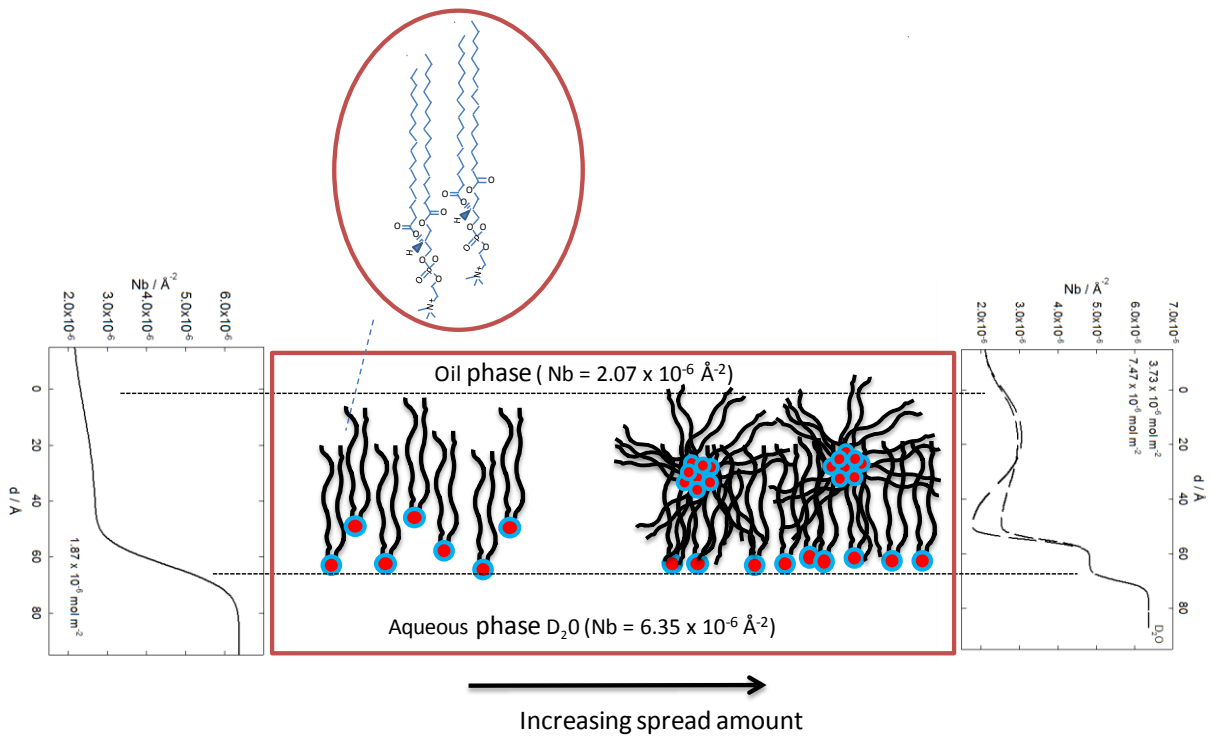 O
O
O
O
H
O
O
O
O
H
O
S
O
O
O
N+
O
S
O
O
N+
Nb / Å⁻²
2.0x10⁻⁶ 3.0x10⁻⁶ 4.0x10⁻⁶ 5.0x10⁻⁶ 6.0x10⁻⁶
0
20
40
60
80
d / Å
1.87 x 10⁻⁶ mol m⁻²
Oil phase ( Nb = 2.07 x 10⁻⁶ Å⁻²)
Aqueous phase D₂0 (Nb = 6.35 x 10⁻⁶ Å⁻²)
Nb / Å⁻²
2.0x10⁻⁶ 3.0x10⁻⁶ 4.0x10⁻⁶ 5.0x10⁻⁶ 6.0x10⁻⁶ 7.0x10⁻⁶
3.73 x 10⁻⁶ mol m⁻²
7.47 x 10⁻⁶ mol m⁻²
0
20
40
60
80
d / Å
D₂O
Increasing spread amount